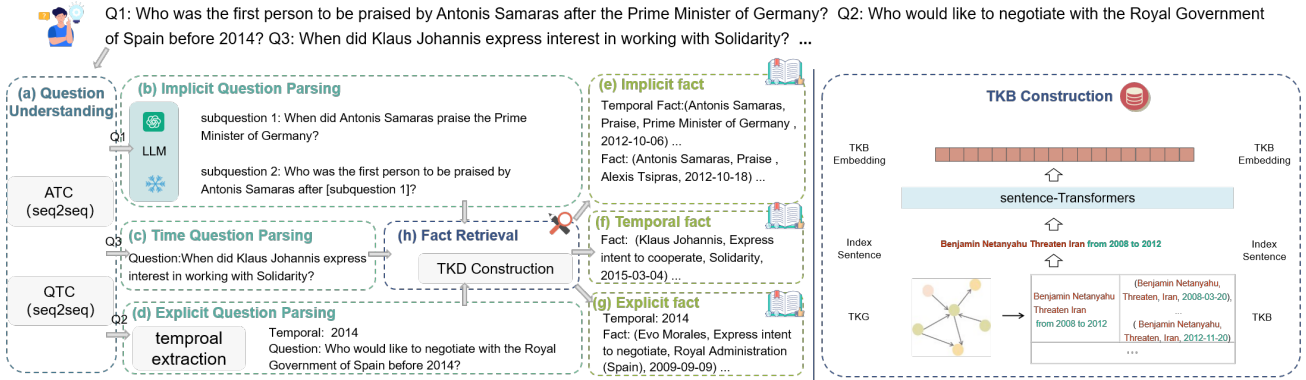 Q1: Who was the first person to be praised by Antonis Samaras after the Prime Minister of Germany? Q2: Who would like to negotiate with the Royal Government
of Spain before 2014? Q3: When did Klaus Johannis express interest in working with Solidarity? ...
(a) Question
Understanding
ATC
(seq2seq)
QTC
(seq2seq)
Q1
Q3
Q2
(b) Implicit Question Parsing
LLM
subquestion 1: When did Antonis Samaras praise the Prime
Minister of Germany?
subquestion 2: Who was the first person to be praised by
Antonis Samaras after [subquestion 1]?
(c) Time Question Parsing
Question:When did Klaus Johannis express
interest in working with Solidarity?
(d) Explicit Question Parsing
temproal
extraction
Temporal: 2014
Question: Who would like to negotiate with the Royal
Government of Spain before 2014?
(h) Fact Retrieval
TKD Construction
(e) Implicit fact
Temporal Fact:(Antonis Samaras,
Praise, Prime Minister of Germany ,
2012-10-06) ...
Fact: (Antonis Samaras, Praise ,
Alexis Tsipras, 2012-10-18) ...
(f) Temporal fact
Fact: (Klaus Johannis, Express
intent to cooperate, Solidarity,
2015-03-04) ...
(g) Explicit fact
Temporal: 2014
Fact: (Evo Morales, Express intent
to negotiate, Royal Administration
(Spain), 2009-09-09) ...
TKB Construction
TKB
Embedding
TKB
Embedding
sentence-Transformers
Index
Sentence
Benjamin Netanyahu Threaten Iran from 2008 to 2012
Index
Sentence
TKG
Benjamin Netanyahu
Threaten Iran
from 2008 to 2012
(Benjamin Netanyahu,
Threaten, Iran, 2008-03-20),
...
( Benjamin Netanyahu,
Threaten, Iran, 2012-11-20)
...
TKB